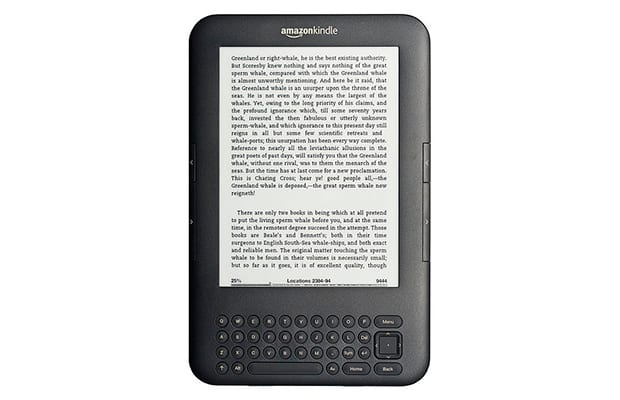 amazonkindle
Greenland or right-whale, he is the best existing authority.
But Scoresby knew nothing and says nothing of the great
sperm whale, compared with which the Greenland whale
is almost unworthy mentioning. And here be it said, that
the Greenland whale is an usurper upon the throne of the
seas. He is not even by any means the largest of the
whales. Yet, owing to the long priority of his claims, and
the profound ignorance which, till some seventy years
back, invested the then fabulous or utterly unknown
sperm-whale, and which ignorance to this present day still
reigns in all but some few scientific retreats and
whale-ports; this usurpation has been every way complete.
Reference to nearly all the leviathanic allusions in the
great poets of past days, will satisfy you that the Greenland
whale, without one rival, was to them the monarch of the
seas. But the time has at last come for a new proclamation.
This is Charing Cross; hear ye! good people all,—the
Greenland whale is deposed,—the great sperm whale now
reigneth!
There are only two books in being which at all pretend
to put the living sperm whale before you, and at the same
time, in the remotest degree succeed in the attempt. Those
books are Beale's and Bennett's; both in their time
surgeons to English South-Sea whale-ships, and both exact
and reliable men. The original matter touching the sperm
whale to be found in their volumes is necessarily small;
but so far as it goes, it is of excellent quality, though
25% Locations 2384-94 9444
Q W E R T Y U I O P Menu
A S D F G H J K L Del
Z X C V B N M . Sym
Alt Aa Home Back